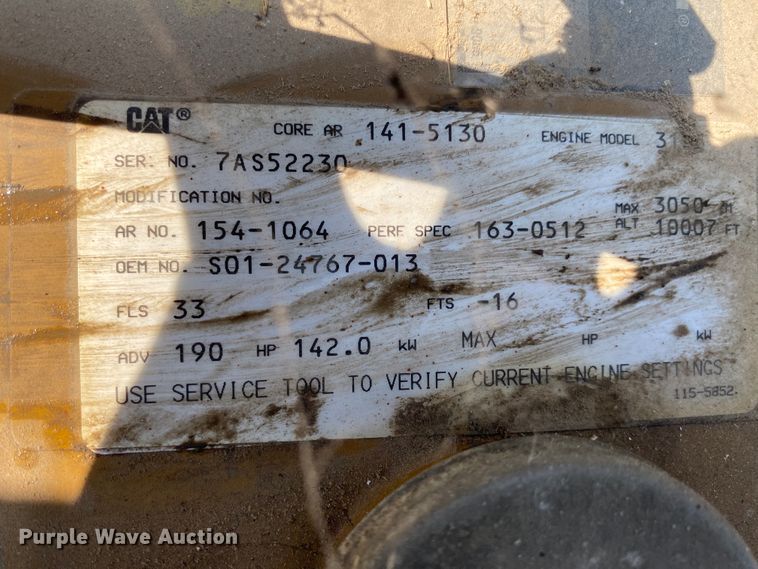 CAT® CORE AR 141-5130 ENGINE MODEL
SER. NO. 7AS52230
MODIFICATION NO.
AR NO. 154-1064 PERF SPEC 163-0512 MAX ALT 3050 M 10007 FT
OEM NO. S01-24767-013
FLS 33 FTS -16
ADV 190 HP 142.0 kW MAX HP kW
USE SERVICE TOOL TO VERIFY CURRENT ENGINE SETTINGS
115-5852.
Purple Wave Auction